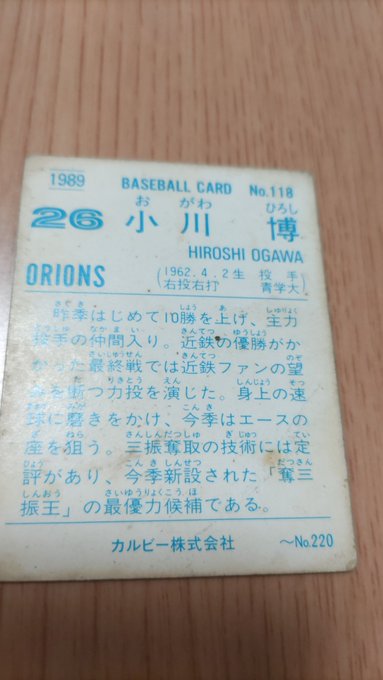 1989 BASEBALL CARD No.118
26 小川 博
おがわ ひろし
HIROSHI OGAWA
ORIONS (1962.4.2生 投手 右投右打 青学大)
昨季はじめて10勝を上げ、主力
投手の仲間入り。近鉄の優勝がか
かった最終戦では近鉄ファンの望
みを断つ力投を演じた。身上の速
球に磨きをかけ、今季はエースの
座を狙う。三振奪取の技術には定
評があり、今季新設された「奪三
振王」の最優力候補である。
カルビー株式会社 〜No.220